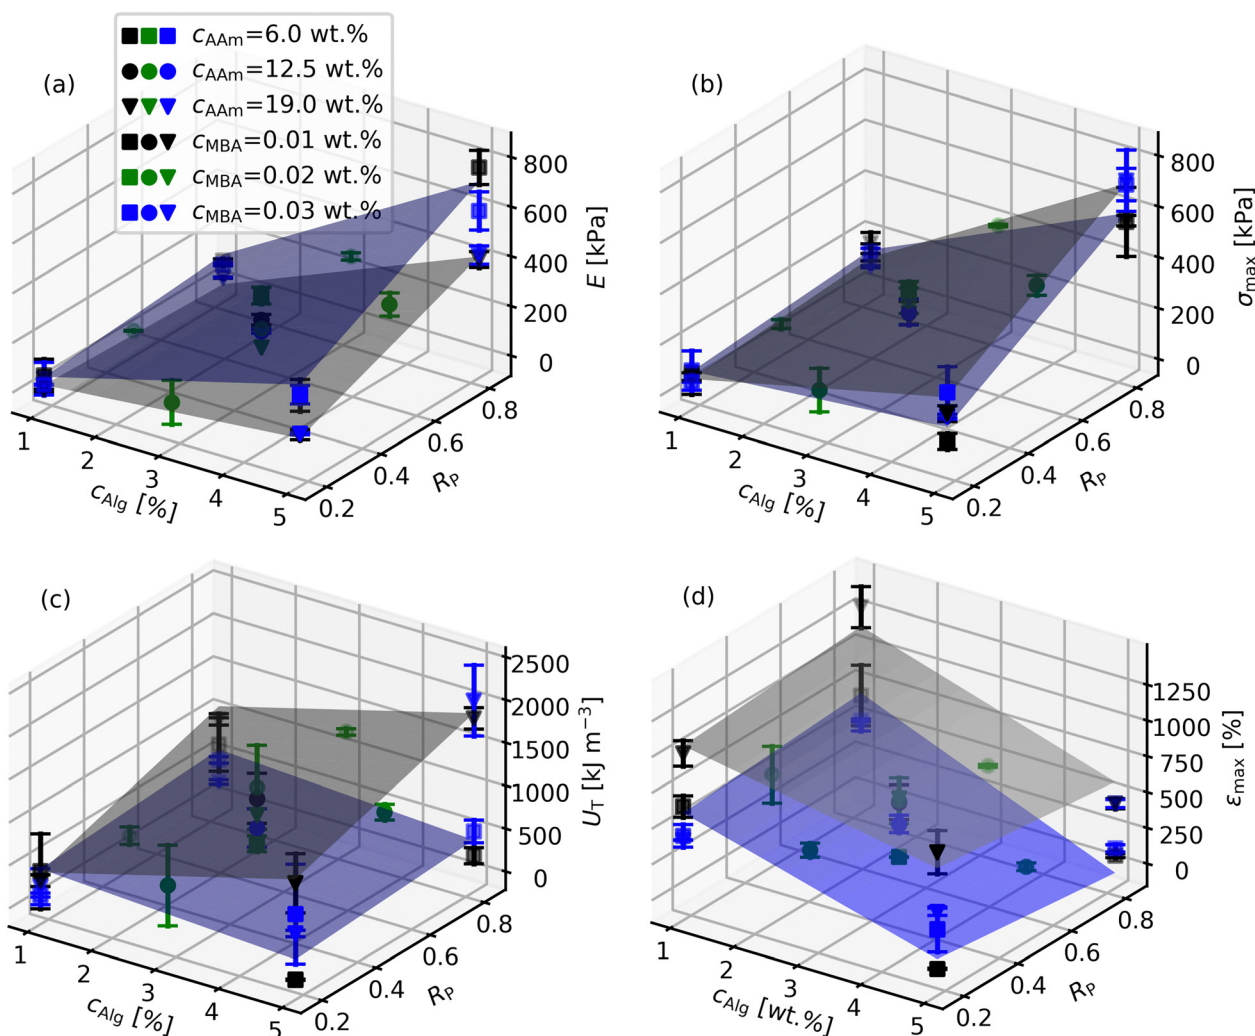 (a)
c_AAm=6.0 wt.%
c_AAm=12.5 wt.%
c_AAm=19.0 wt.%
c_MBA=0.01 wt.%
c_MBA=0.02 wt.%
c_MBA=0.03 wt.%
800
600
400
200
0
E [kPa]
0.8
0.6
0.4
0.2
R_P
1
2
3
4
5
c_Alg [%]
(b)
800
600
400
200
0
σ_max [kPa]
0.8
0.6
0.4
0.2
R_P
1
2
3
4
5
c_Alg [%]
(c)
2500
2000
1500
1000
500
0
U_T [kJ m⁻³]
0.8
0.6
0.4
0.2
R_P
1
2
3
4
5
c_Alg [%]
(d)
1250
1000
750
500
250
0
ε_max [%]
0.8
0.6
0.4
0.2
R_P
1
2
3
4
5
c_Alg [wt.%]